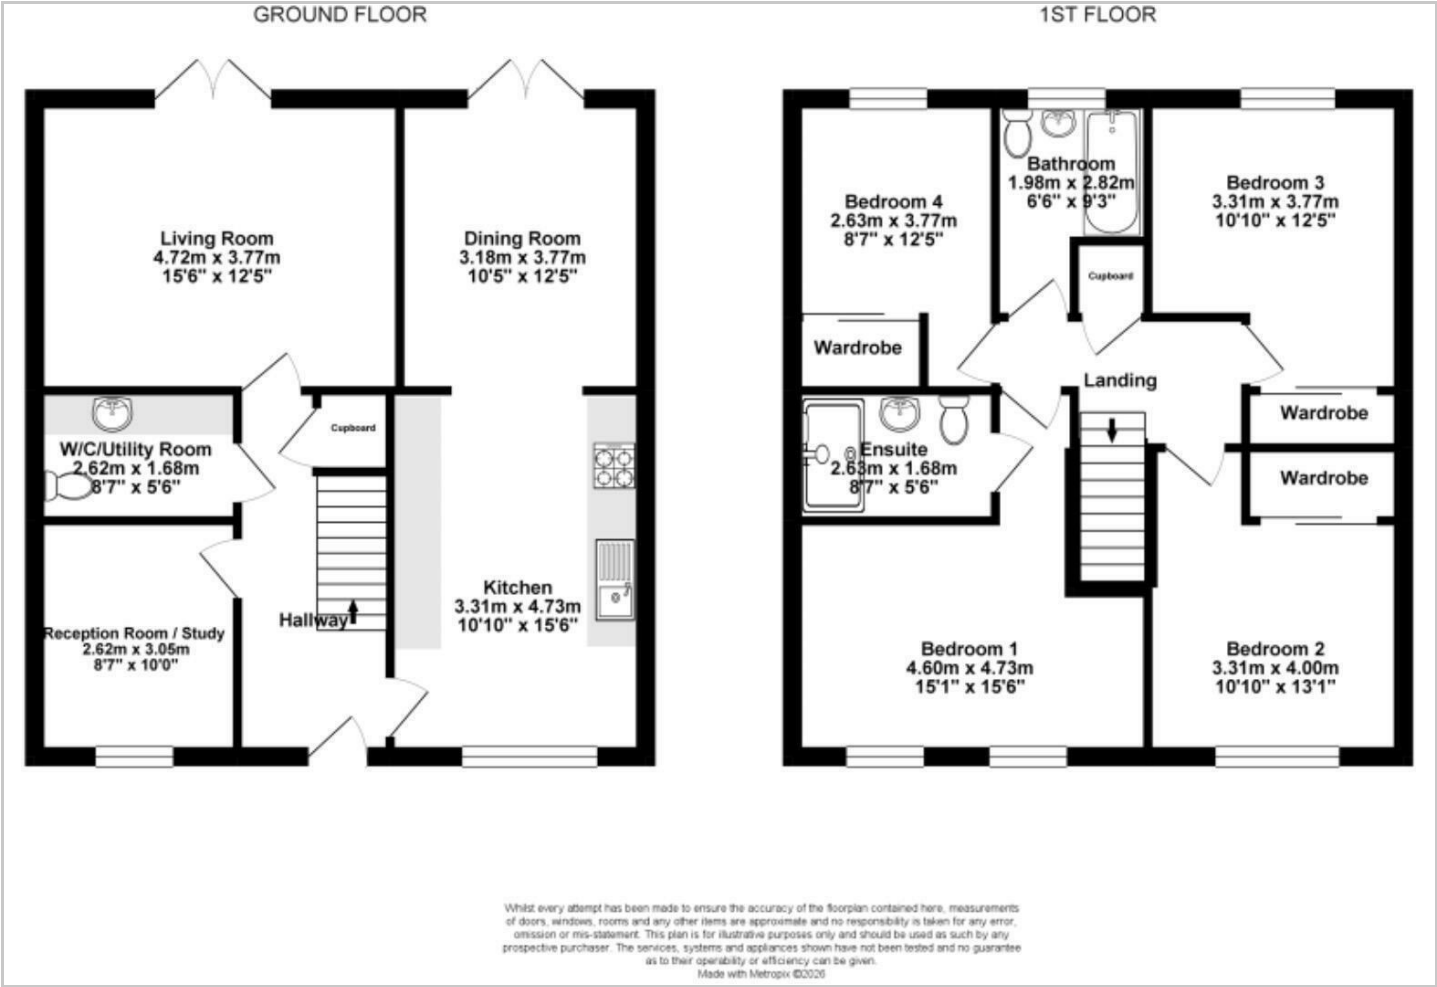 GROUND FLOOR
1ST FLOOR
Living Room
4.72m x 3.77m
15'6" x 12'5"
Dining Room
3.18m x 3.77m
10'5" x 12'5"
W/C/Utility Room
2.62m x 1.68m
8'7" x 5'6"
Cupboard
Kitchen
3.31m x 4.73m
10'10" x 15'6"
Hallway
Reception Room / Study
2.62m x 3.05m
8'7" x 10'0"
Bedroom 4
2.63m x 3.77m
8'7" x 12'5"
Bathroom
1.98m x 2.82m
6'6" x 9'3"
Bedroom 3
3.31m x 3.77m
10'10" x 12'5"
Cupboard
Wardrobe
Landing
Wardrobe
Ensuite
2.63m x 1.68m
8'7" x 5'6"
Wardrobe
Bedroom 1
4.60m x 4.73m
15'1" x 15'6"
Bedroom 2
3.31m x 4.00m
10'10" x 13'1"
Whilst every attempt has been made to ensure the accuracy of the floorplan contained here, measurements
of doors, windows, rooms and any other items are approximate and no responsibility is taken for any error,
omission or mis-statement. This plan is for illustrative purposes only and should be used as such by any
prospective purchaser. The services, systems and appliances shown have not been tested and no guarantee
as to their operability or efficiency can be given.
Made with Metropix ©2026